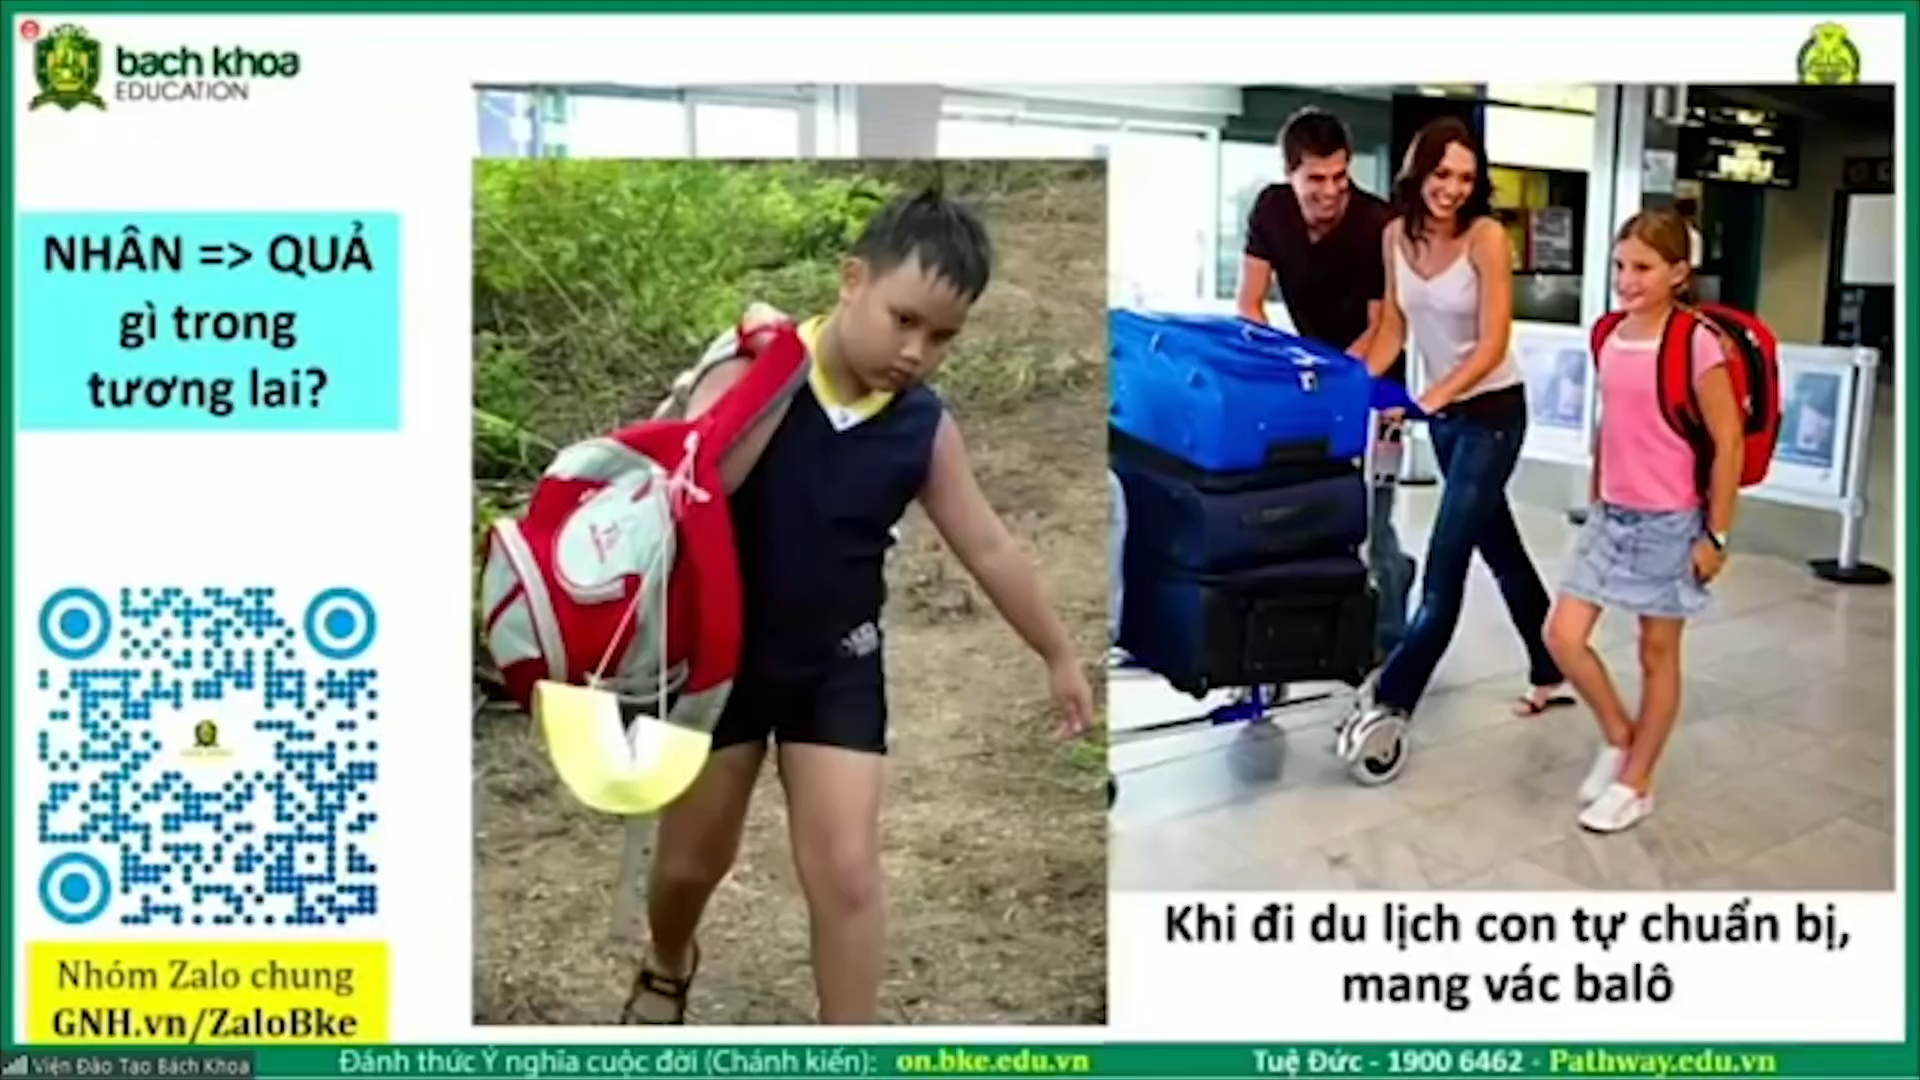 bach khoa
EDUCATION
NHÂN => QUẢ
gì trong
tương lai?
Khi đi du lịch con tự chuẩn bị,
mang vác balô
Nhóm Zalo chung
GNH.vn/ZaloBke
Viện Đào Tạo Bách Khoa
Đánh thức Ý nghĩa cuộc đời (Chánh kiến): on.bke.edu.vn
Tuệ Đức - 1900 6462 - Pathway.edu.vn